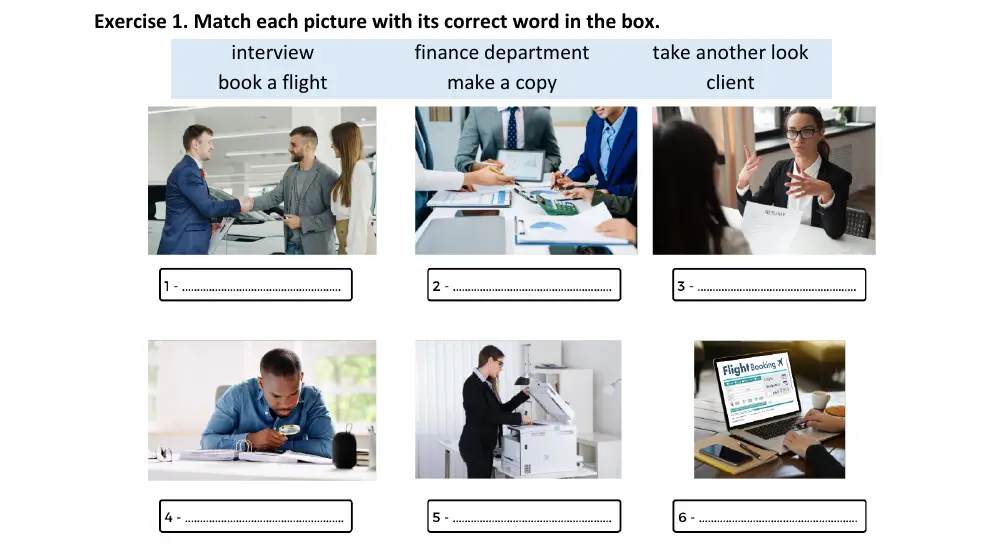 Exercise 1. Match each picture with its correct word in the box.
interview finance department take another look
book a flight make a copy client
RESUME
1 - ......................................................
2 - ......................................................
3 - ......................................................
Flight Booking
4 - ......................................................
5 - ......................................................
6 - ......................................................